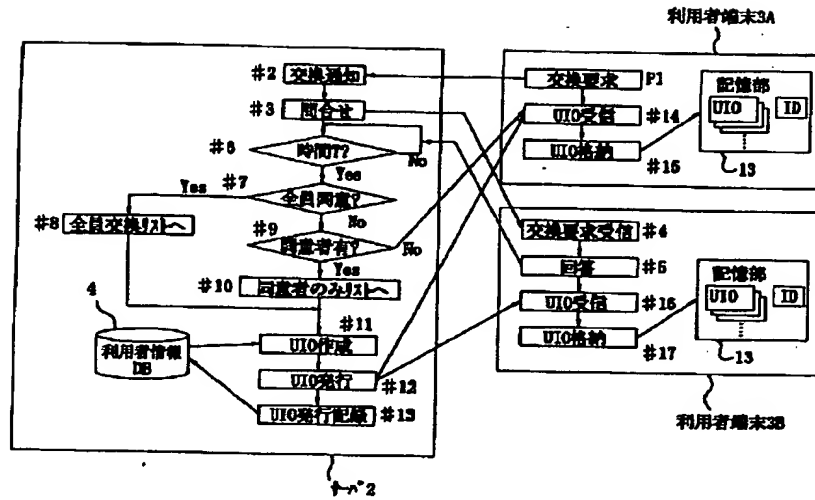 利用者端末3A
#2 交換通知
#3 問合せ
#6 時間T?
No
Yes
#7 全員同意?
Yes
No
#8 全員交換リストへ
#9 同意者有?
No
Yes
#10 同意者のみリストへ
4
利用者情報
DB
#11
UIO作成
UIO発行 #12
UIO発行記録 #13
サーバ2
交換要求 P1
UIO受信 #14
UIO格納 #15
記憶部
UIO
ID
13
交換要求受信 #4
回答 #5
UIO受信 #16
UIO格納 #17
記憶部
UIO
ID
13
利用者端末3B